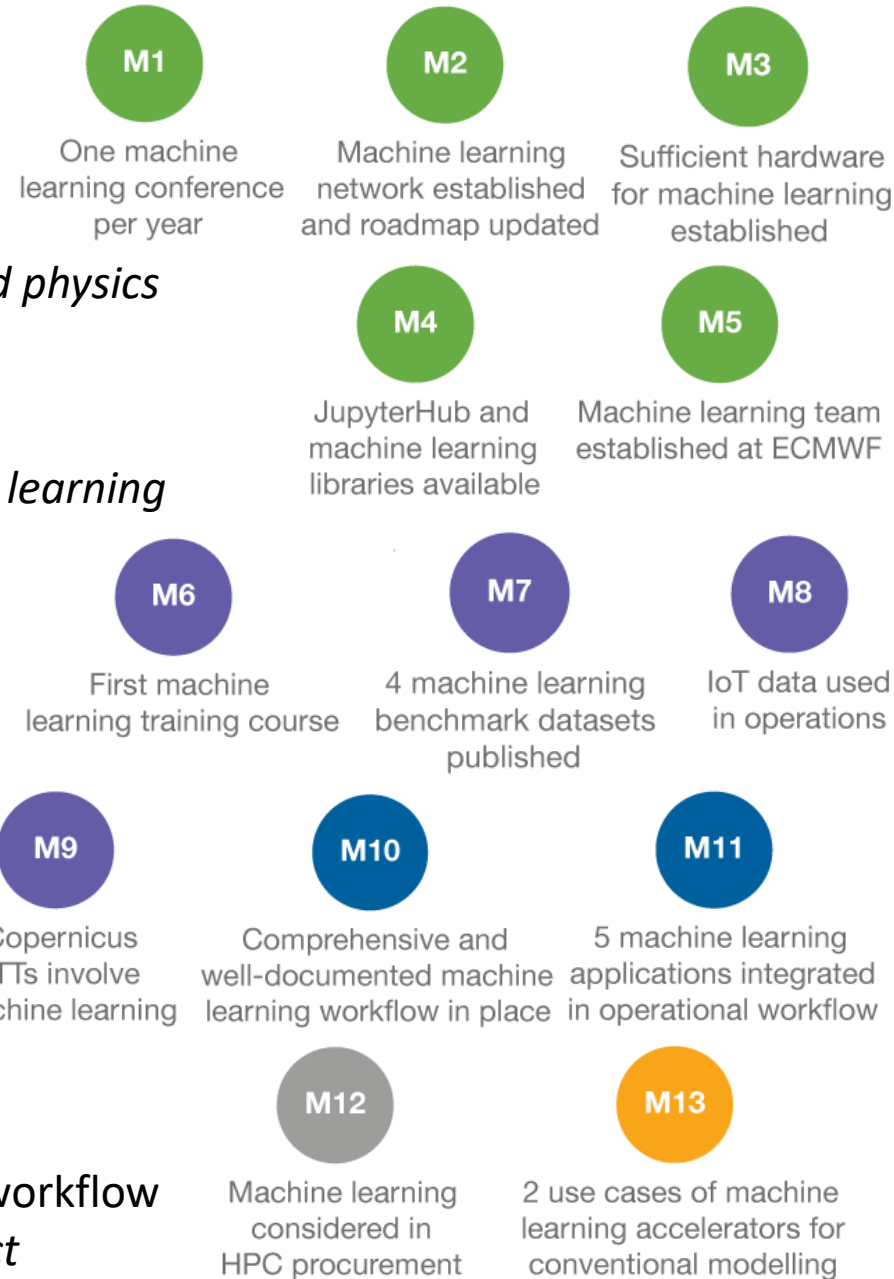 M1
One machine
learning conference
per year
M2
Machine learning
network established
and roadmap updated
M3
Sufficient hardware
for machine learning
established
physics
M4
JupyterHub and
machine learning
libraries available
M5
Machine learning team
established at ECMWF
learning
M6
First machine
learning training course
M7
4 machine learning
benchmark datasets
published
M8
IoT data used
in operations
M9
Copernicus
involve
learning
M10
Comprehensive and
well-documented machine
learning workflow in place
M11
5 machine learning
applications integrated
in operational workflow
M12
Machine learning
considered in
HPC procurement
M13
2 use cases of machine
learning accelerators for
conventional modelling
workflow